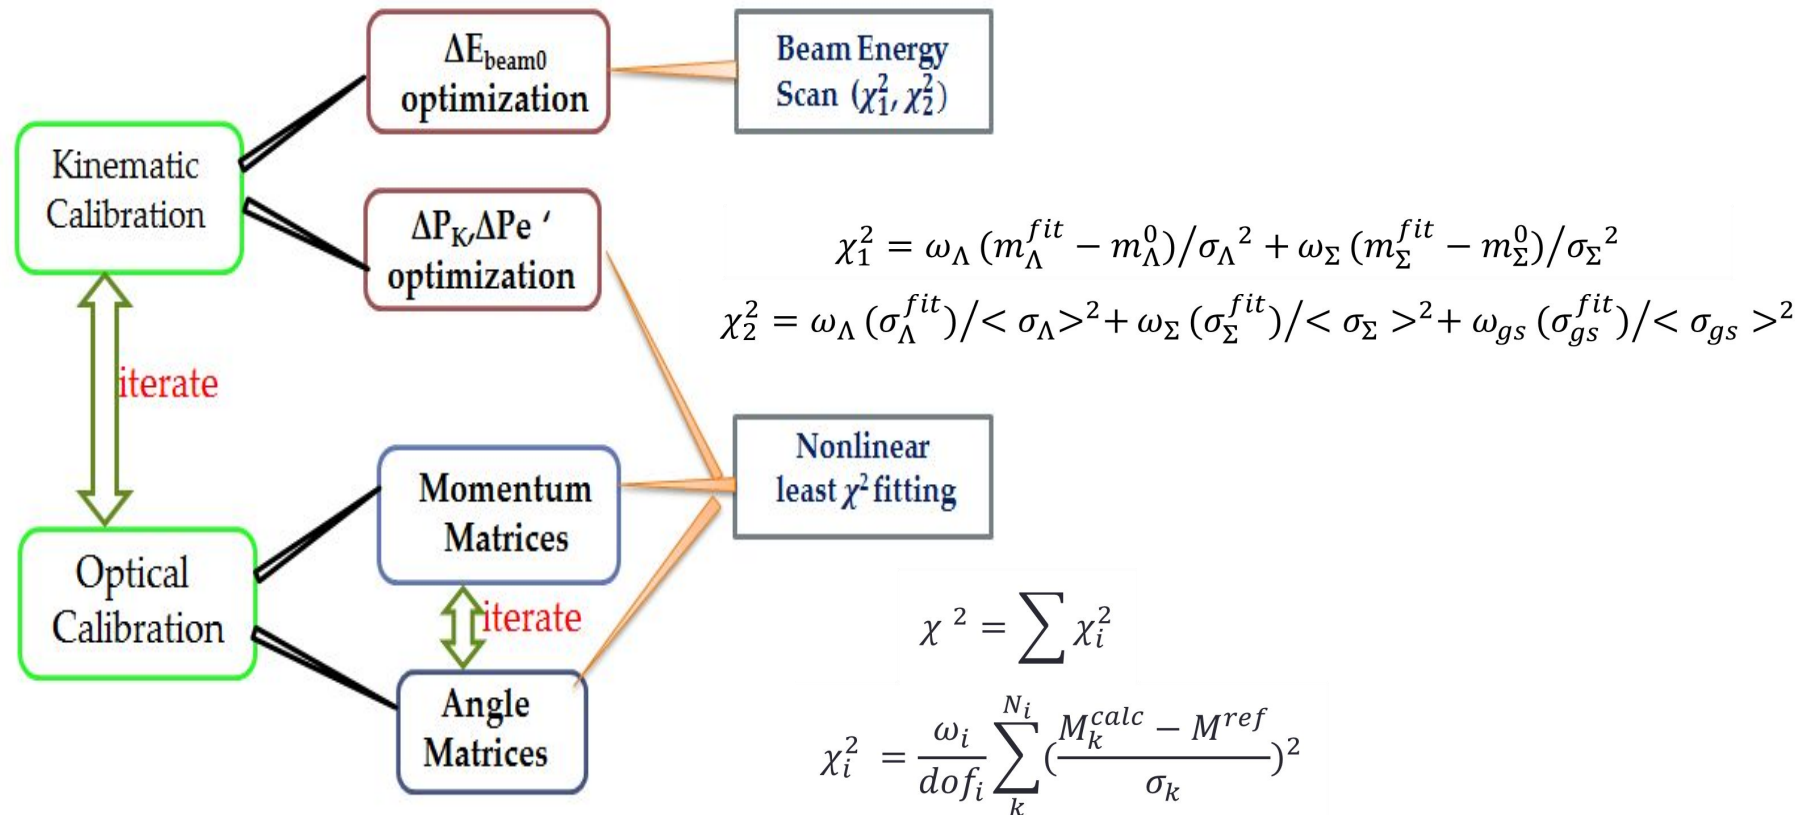 ΔE_beam0
optimization
Beam Energy
Scan (χ₁², χ₂²)
Kinematic
Calibration
ΔP_K,ΔPe ′
optimization
χ₁² = ω_Λ (m_Λ^fit − m_Λ^0)/σ_Λ² + ω_Σ (m_Σ^fit − m_Σ^0)/σ_Σ²
χ₂² = ω_Λ (σ_Λ^fit)/< σ_Λ >² + ω_Σ (σ_Σ^fit)/< σ_Σ >² + ω_gs (σ_gs^fit)/< σ_gs >²
iterate
Momentum
Matrices
Nonlinear
least χ² fitting
Optical
Calibration
iterate
Angle
Matrices
χ ² = ∑ χ_i²
χ_i² = ω_i/dof_i ∑_k^{N_i} ((M_k^calc − M^ref)/σ_k)²